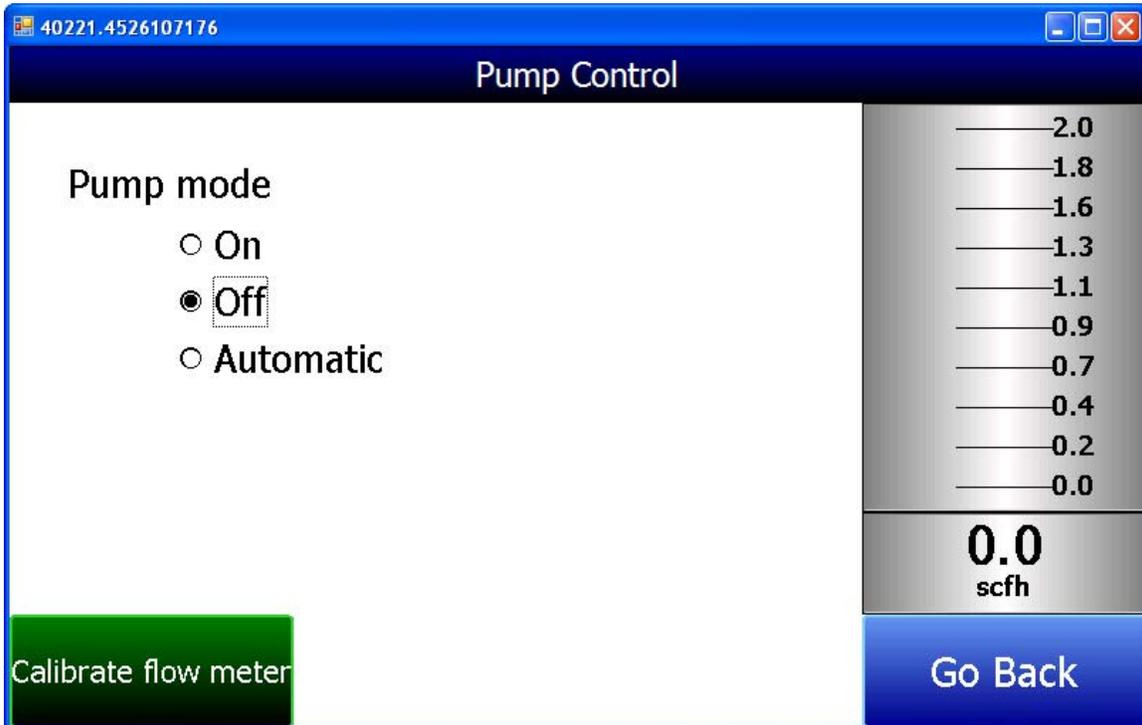 40221.4526107176
Pump Control
Pump mode
On
Off
Automatic
2.0
1.8
1.6
1.3
1.1
0.9
0.7
0.4
0.2
0.0
0.0
scfh
Calibrate flow meter
Go Back